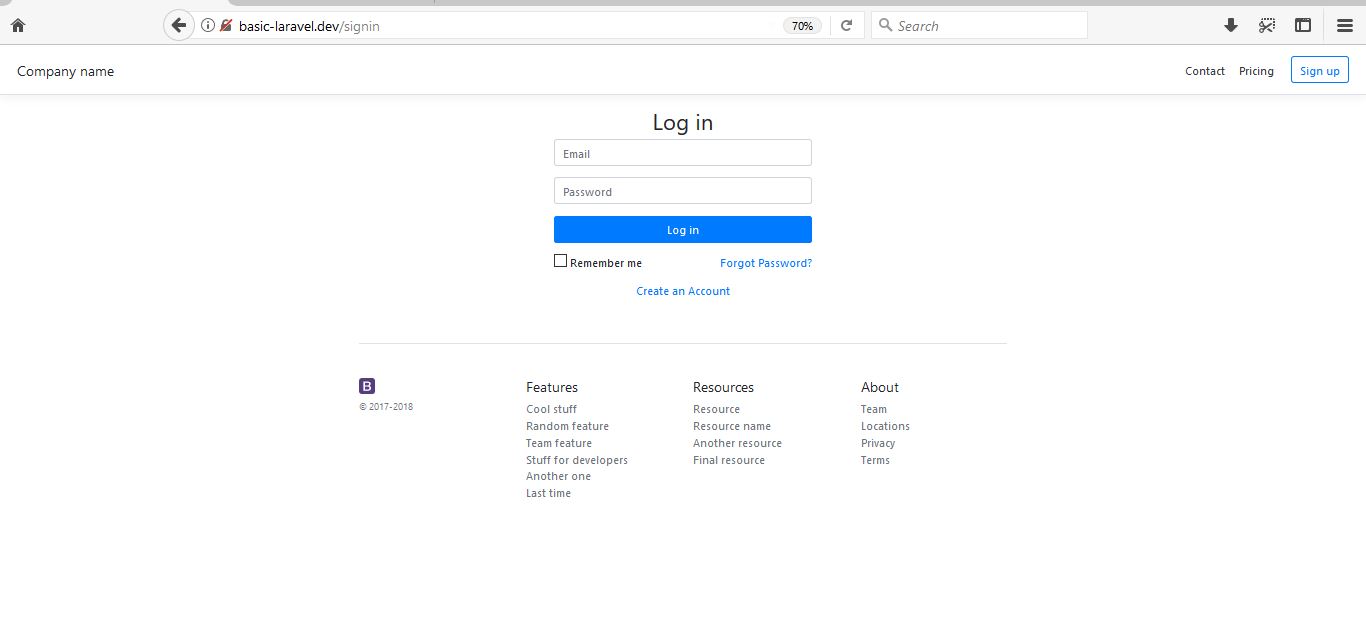 basic-laravel.dev/signin 70% Search
Company name Contact Pricing Sign up
Log in
Email
Password
Log in
Remember me Forgot Password?
Create an Account
B
© 2017-2018
Features
Cool stuff
Random feature
Team feature
Stuff for developers
Another one
Last time
Resources
Resource
Resource name
Another resource
Final resource
About
Team
Locations
Privacy
Terms